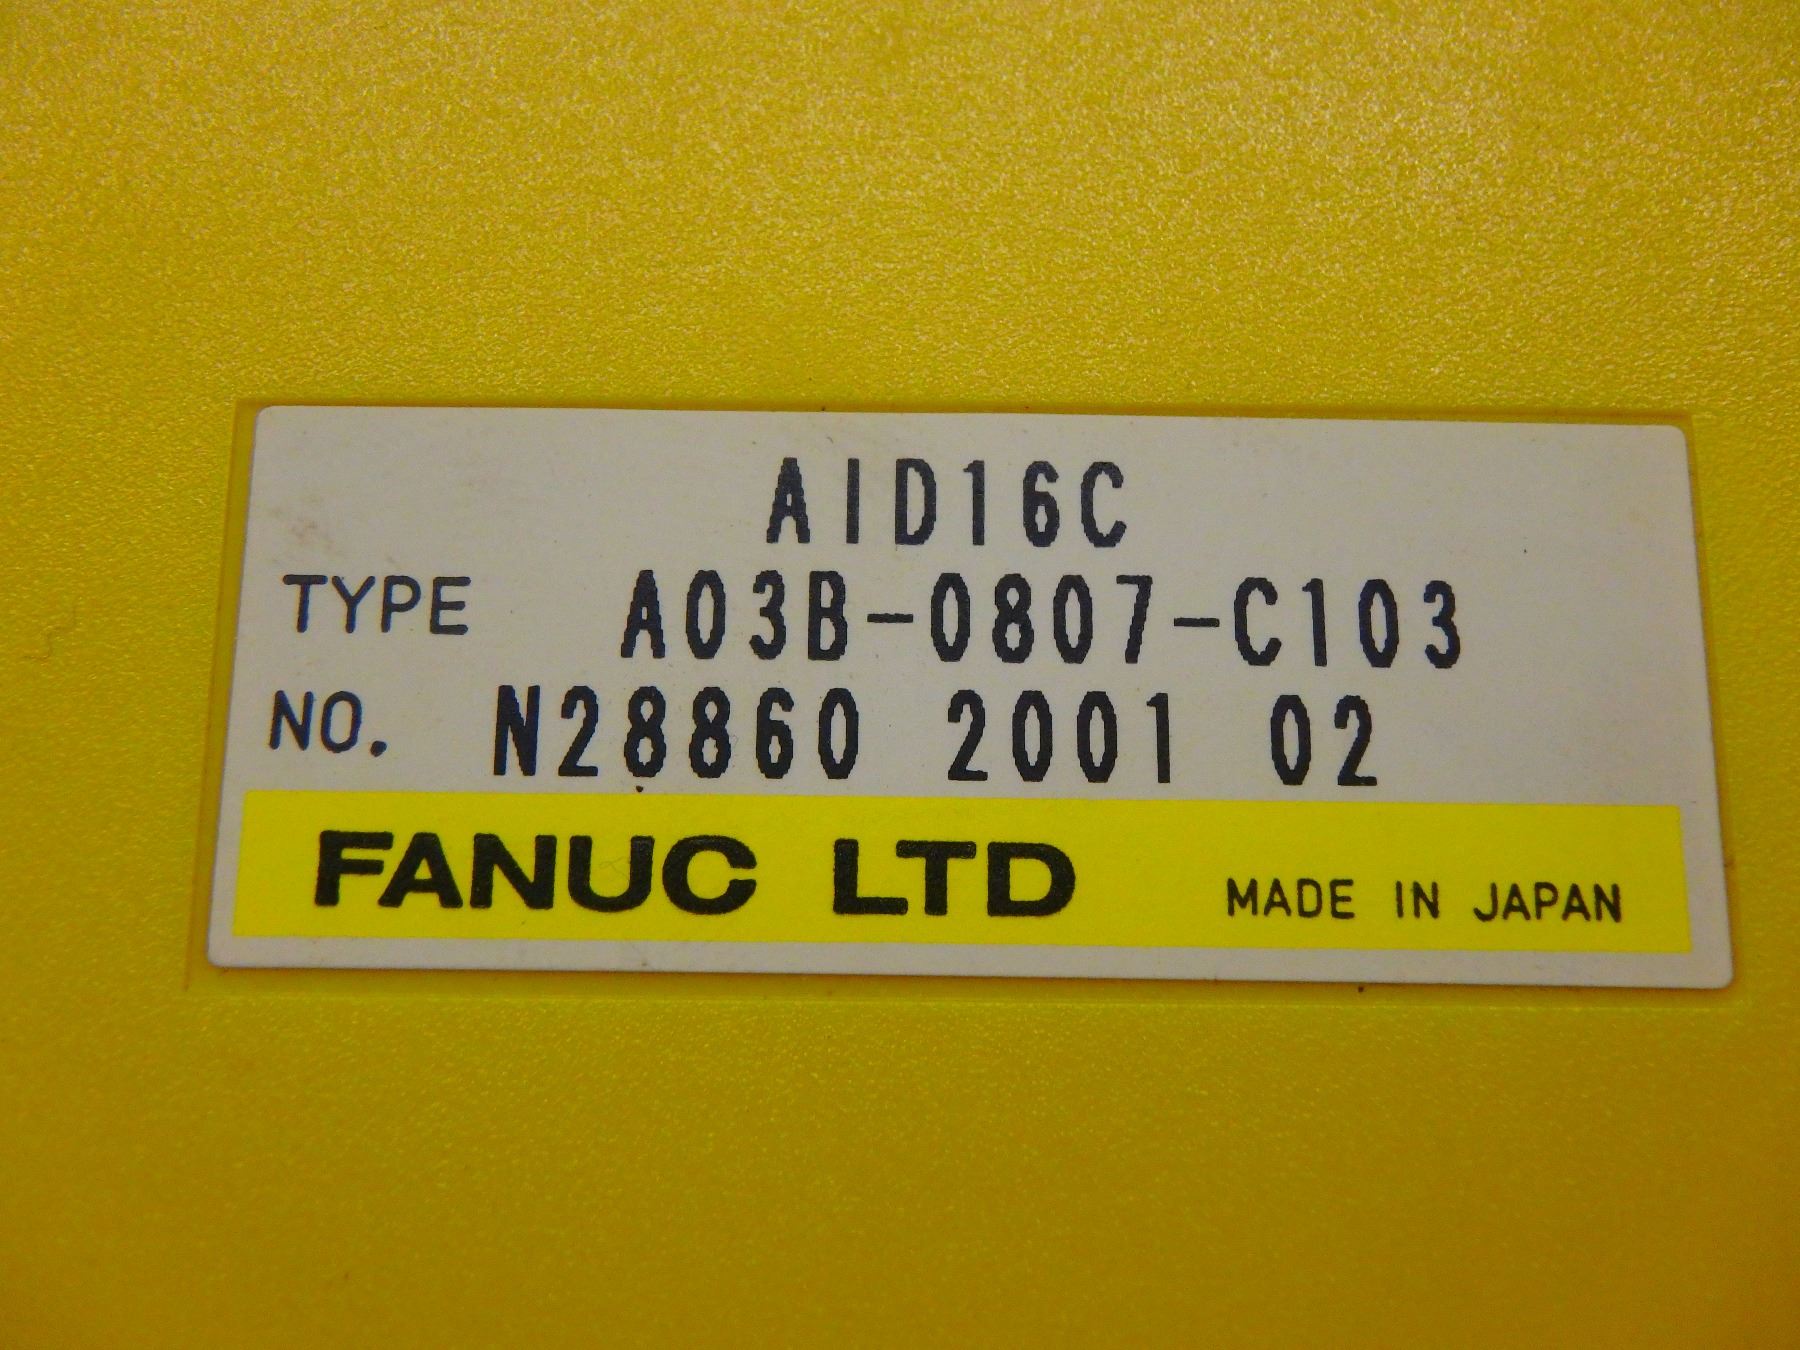 AID16C
TYPE A03B-0807-C103
NO. N28860 2001 02
FANUC LTD MADE IN JAPAN